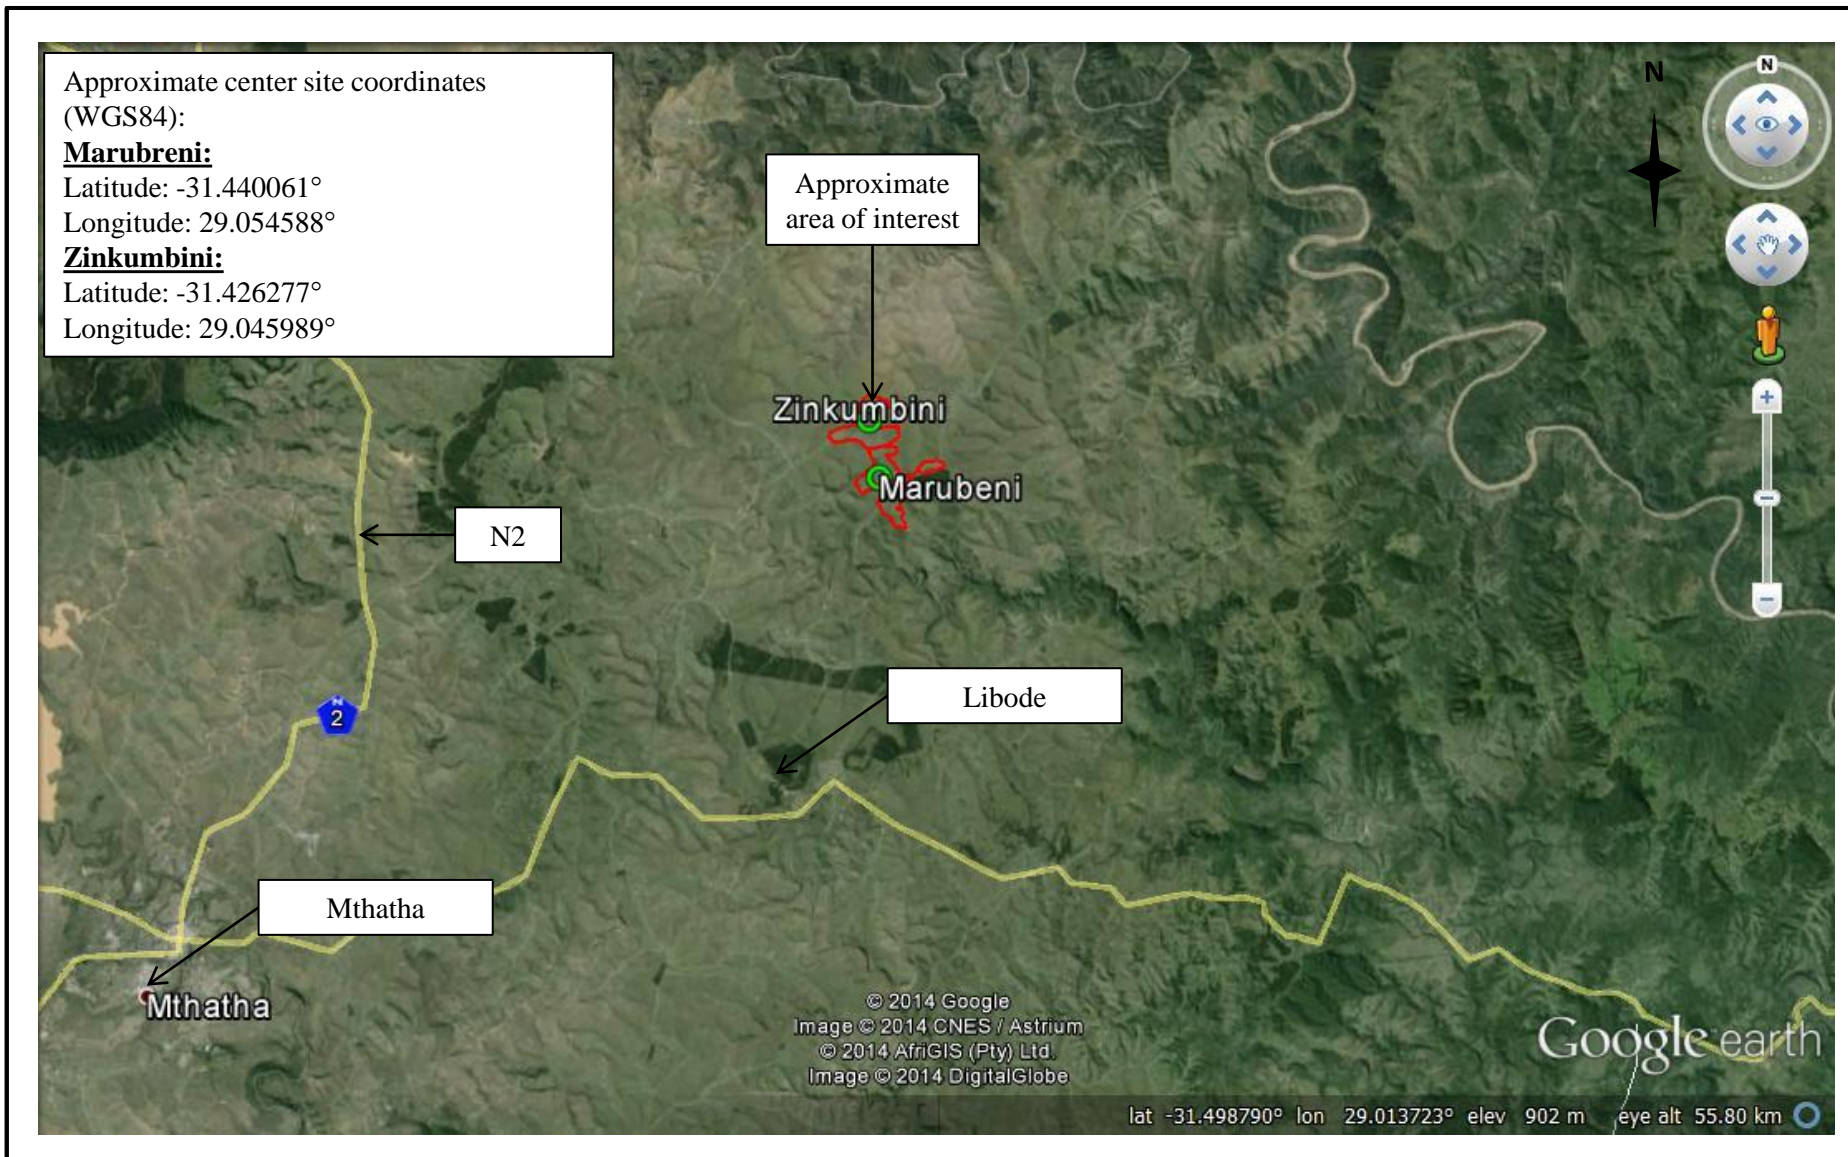 Approximate center site coordinates
(WGS84):
Marubreni:
Latitude: -31.440061°
Longitude: 29.054588°
Zinkumbini:
Latitude: -31.426277°
Longitude: 29.045989°
Approximate
area of interest
N
N
Zinkumbini
Marubeni
N2
N
2
Libode
Mthatha
Mthatha
© 2014 Google
Image © 2014 CNES / Astrium
© 2014 AfriGIS (Pty) Ltd.
Image © 2014 DigitalGlobe
Google earth
lat -31.498790° lon 29.013723° elev 902 m eye alt 55.80 km